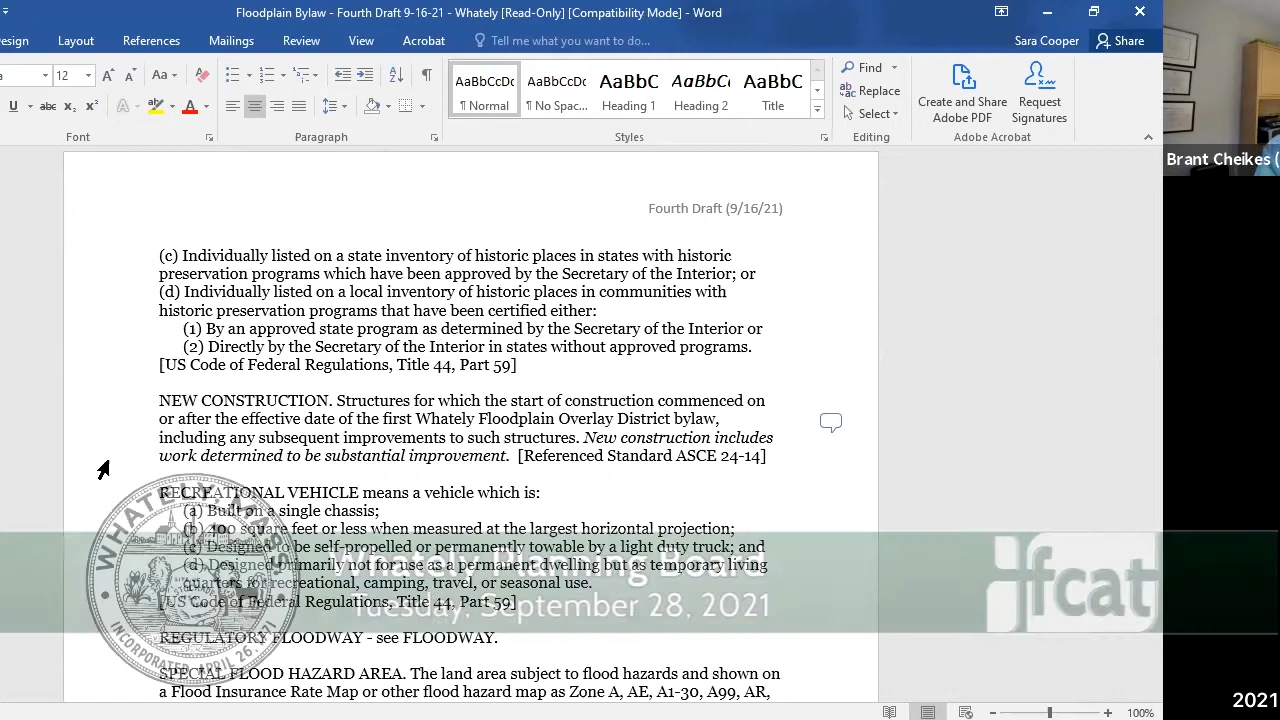 Floodplain Bylaw - Fourth Draft 9-16-21 - Whately [Read-Only] [Compatibility Mode] - Word
esign Layout References Mailings Review View Acrobat Tell me what you want to do... Sara Cooper Share
12 A A Aa
U abc X₂ X² A A
AaBbCcDc AaBbCcDc AaBbC AaBbCc AaBbC
¶ Normal ¶ No Spac... Heading 1 Heading 2 Title
Find
Replace
Select
Create and Share Adobe PDF
Request Signatures
Font Paragraph Styles Editing Adobe Acrobat
Brant Cheikes (
Fourth Draft (9/16/21)
(c) Individually listed on a state inventory of historic places in states with historic
preservation programs which have been approved by the Secretary of the Interior; or
(d) Individually listed on a local inventory of historic places in communities with
historic preservation programs that have been certified either:
(1) By an approved state program as determined by the Secretary of the Interior or
(2) Directly by the Secretary of the Interior in states without approved programs.
[US Code of Federal Regulations, Title 44, Part 59]
NEW CONSTRUCTION. Structures for which the start of construction commenced on
or after the effective date of the first Whately Floodplain Overlay District bylaw,
including any subsequent improvements to such structures. New construction includes
work determined to be substantial improvement. [Referenced Standard ASCE 24-14]
RECREATIONAL VEHICLE means a vehicle which is:
(a) Built on a single chassis;
(b) 400 square feet or less when measured at the largest horizontal projection;
(c) Designed to be self-propelled or permanently towable by a light duty truck; and
(d) Designed primarily not for use as a permanent dwelling but as temporary living
quarters for recreational, camping, travel, or seasonal use.
[US Code of Federal Regulations, Title 44, Part 59]
REGULATORY FLOODWAY - see FLOODWAY.
SPECIAL FLOOD HAZARD AREA. The land area subject to flood hazards and shown on
a Flood Insurance Rate Map or other flood hazard map as Zone A, AE, A1-30, A99, AR,
WHATELY, MASS.
INCORPORATED APRIL 26, 1771
Whately Planning Board
Tuesday, September 28, 2021
fcat
2021
100%